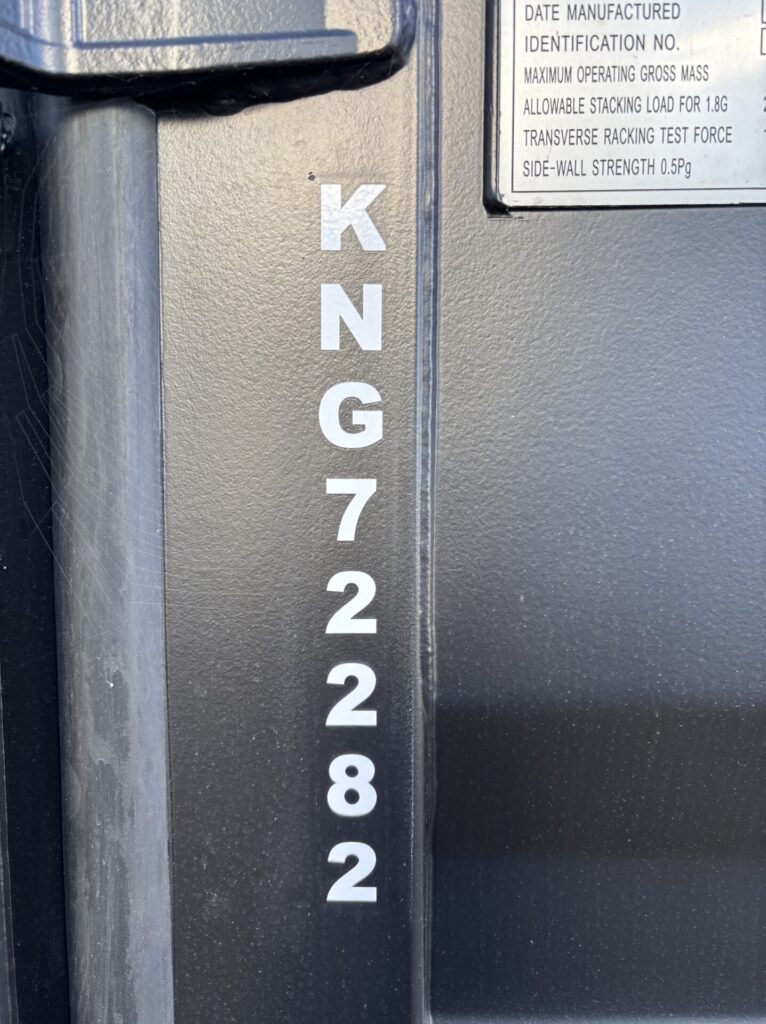 DATE MANUFACTURED
IDENTIFICATION NO.
MAXIMUM OPERATING GROSS MASS
ALLOWABLE STACKING LOAD FOR 1.8G
TRANSVERSE RACKING TEST FORCE
SIDE-WALL STRENGTH 0.5Pg
K
N
G
7
2
2
8
2